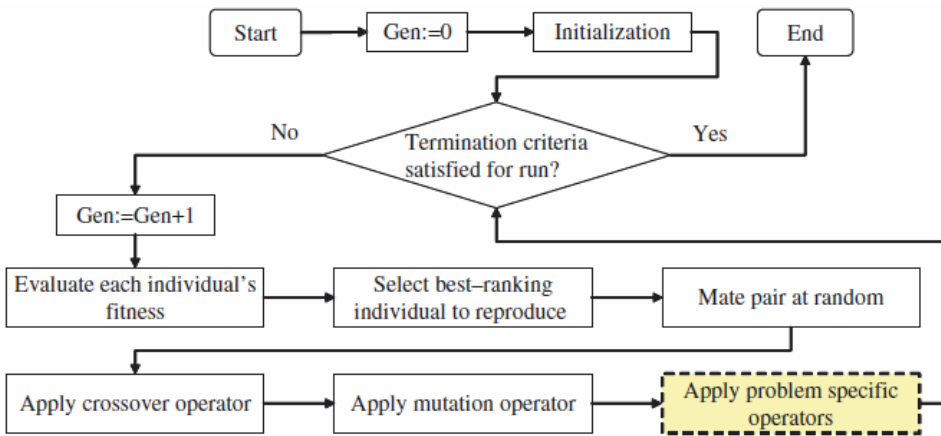 Start
Gen:=0
Initialization
End
No
Termination criteria
satisfied for run?
Yes
Gen:=Gen+1
Evaluate each individual's
fitness
Select best–ranking
individual to reproduce
Mate pair at random
Apply crossover operator
Apply mutation operator
Apply problem specific
operators